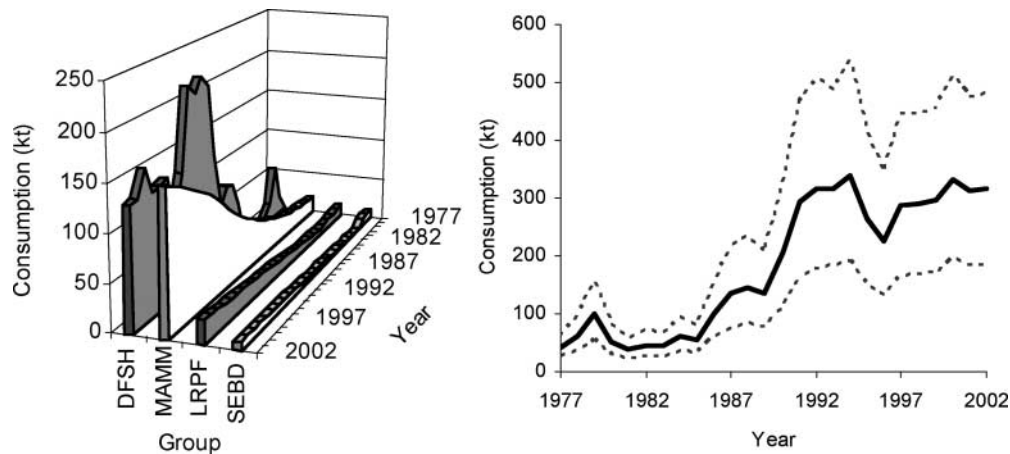 250
200
150
100
50
0
Consumption (kt)
DFSH
MAMM
LRPF
SEBD
Group
1977
1982
1987
1992
1997
2002
Year
600
500
400
300
200
100
0
Consumption (kt)
1977 1982 1987 1992 1997 2002
Year